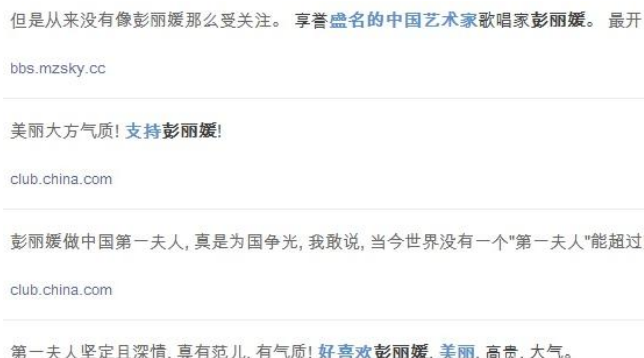 但是从来没有像彭丽媛那么受关注。 享誉盛名的中国艺术家歌唱家彭丽媛。 最开
bbs.mzsky.cc
美丽大方气质! 支持彭丽媛!
club.china.com
彭丽媛做中国第一夫人, 真是为国争光, 我敢说, 当今世界没有一个"第一夫人"能超过
club.china.com
第一夫人坚定且深情, 真有范儿, 有气质! 好喜欢彭丽媛, 美丽, 高贵, 大气。